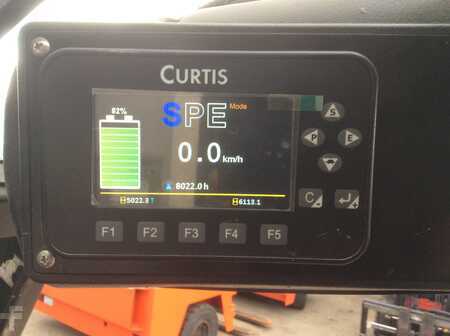 CURTIS
82%
SPE Mode
0.0 km/h
8022.0 h
5022.3 6113.1
S
P E
C
F1 F2 F3 F4 F5